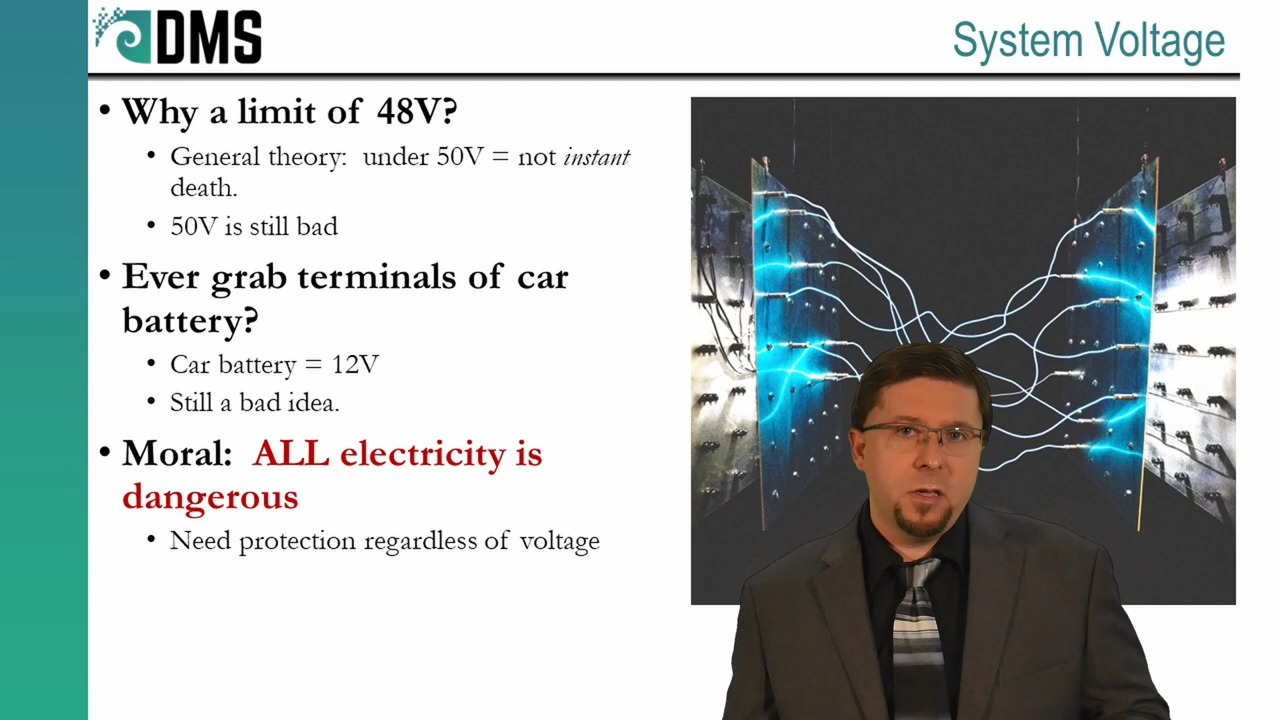 DMS
System Voltage
• Why a limit of 48V?
• General theory: under 50V = not instant
death.
• 50V is still bad
• Ever grab terminals of car
battery?
• Car battery = 12V
• Still a bad idea.
• Moral: ALL electricity is
dangerous
• Need protection regardless of voltage